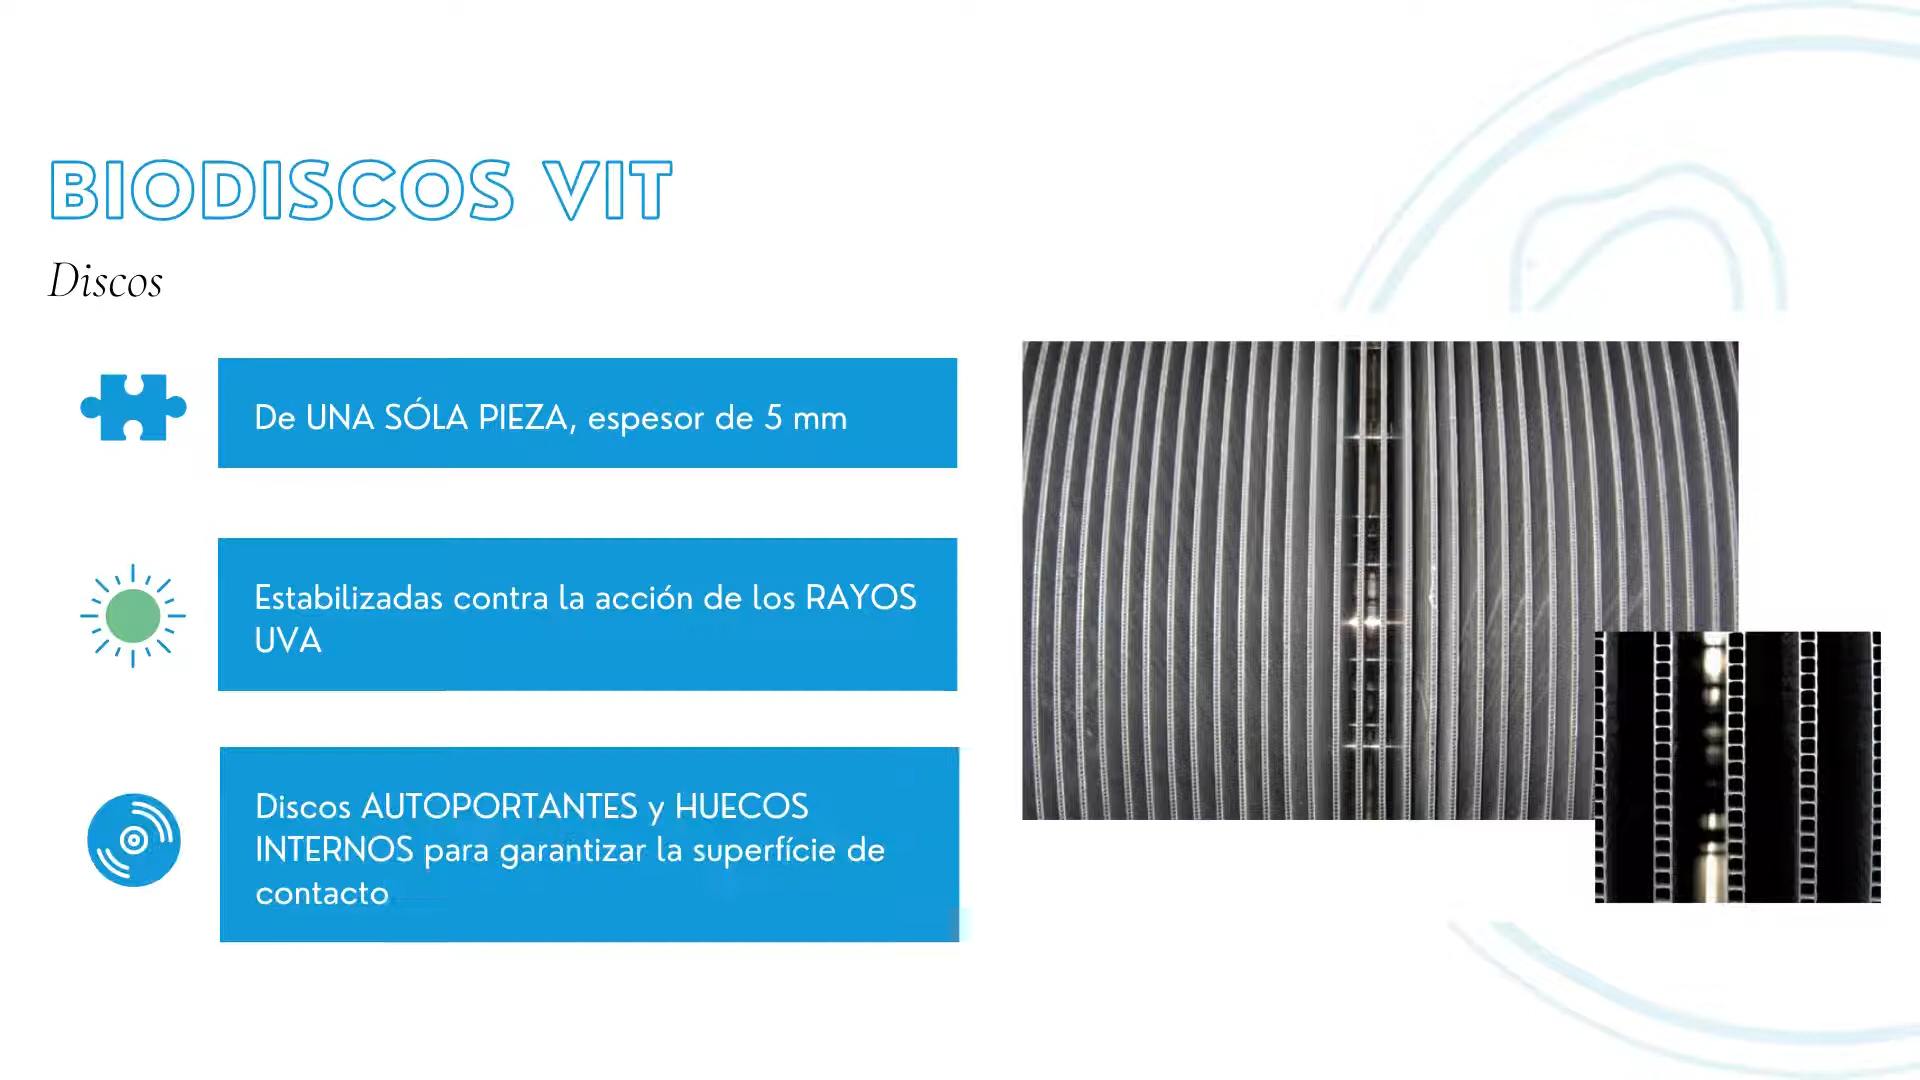 BIODISCOS VIT
Discos
De UNA SÓLA PIEZA, espesor de 5 mm
Estabilizadas contra la acción de los RAYOS
UVA
Discos AUTOPORTANTES y HUECOS
INTERNOS para garantizar la superfície de
contacto